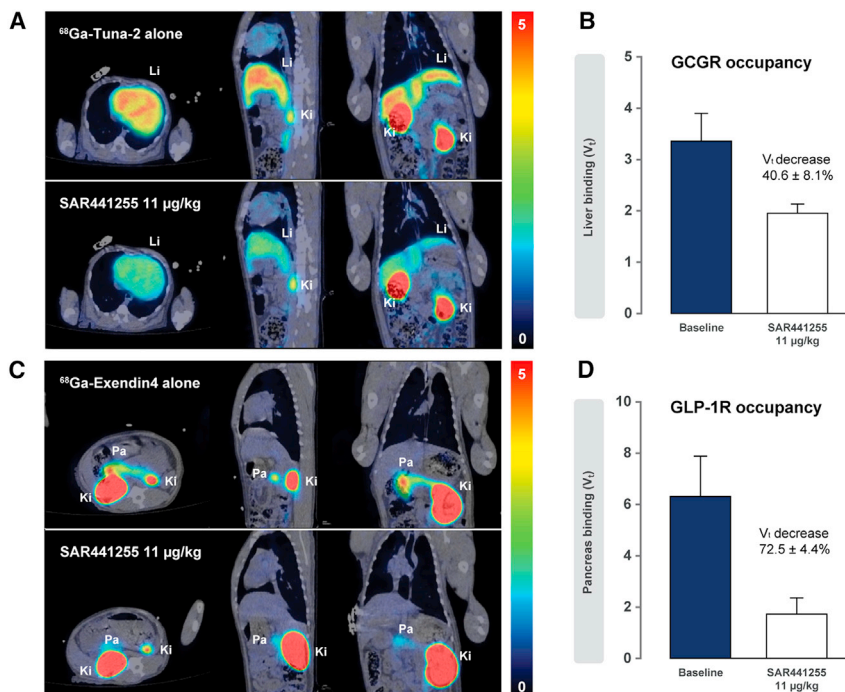 A
⁶⁸Ga-Tuna-2 alone
Li
Li
Li
Ki
Ki
Ki
SAR441255 11 µg/kg
Li
Li
Li
Ki
Ki
Ki
5
0
B
GCGR occupancy
Liver binding (Vₜ)
5
4
3
2
1
0
Vₜ decrease
40.6 ± 8.1%
Baseline
SAR441255
11 µg/kg
C
⁶⁸Ga-Exendin4 alone
Pa
Ki
Ki
Pa
Ki
Pa
Ki
SAR441255 11 µg/kg
Pa
Ki
Ki
Pa
Ki
Pa
Ki
5
0
D
GLP-1R occupancy
Pancreas binding (Vₜ)
10
8
6
4
2
0
Vₜ decrease
72.5 ± 4.4%
Baseline
SAR441255
11 µg/kg